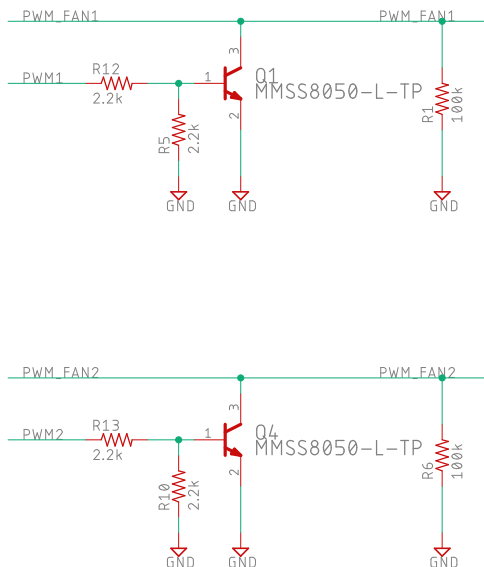 PWM_FAN1 PWM_FAN1
3
PWM1 R12 1 Q1
2.2k MMSS8050-L-TP
R5 2.2k 2 R1 100k
GND GND GND
PWM_FAN2 PWM_FAN2
3
PWM2 R13 1 Q4
2.2k MMSS8050-L-TP
R10 2.2k 2 R6 100k
GND GND GND